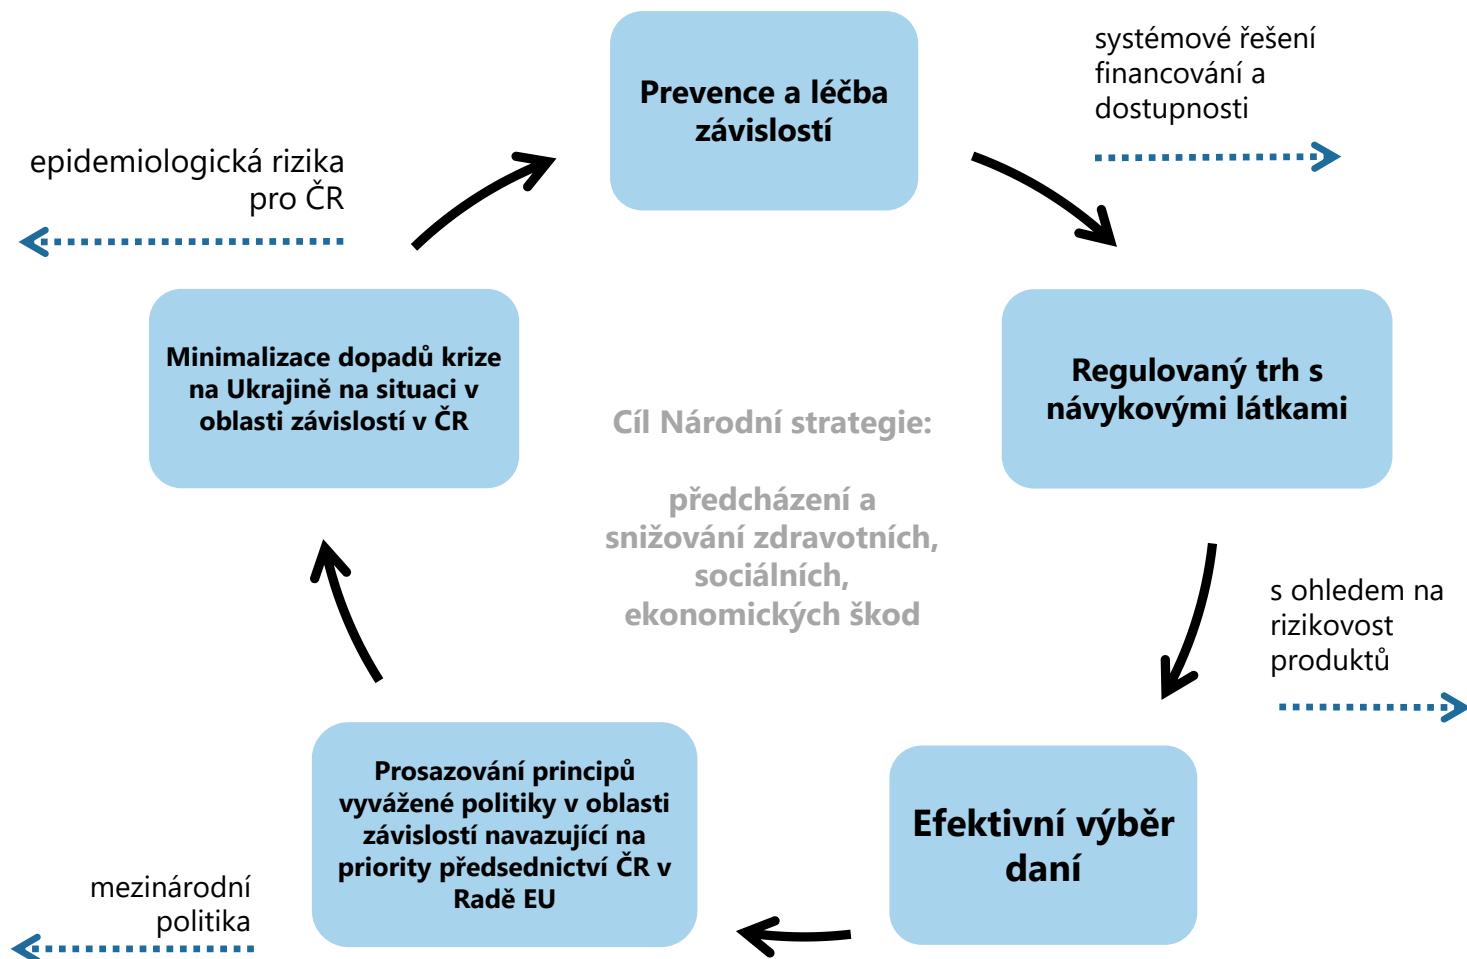 Prevence a léčba
závislostí
systémové řešení
financování a
dostupnosti
epidemiologická rizika
pro ČR
Minimalizace dopadů krize
na Ukrajině na situaci v
oblasti závislostí v ČR
Regulovaný trh s
návykovými látkami
Cíl Národní strategie:
předcházení a
snižování zdravotních,
sociálních,
ekonomických škod
s ohledem na
rizikovost
produktů
Prosazování principů
vyvážené politiky v oblasti
závislostí navazující na
priority předsednictví ČR v
Radě EU
Efektivní výběr
daní
mezinárodní
politika